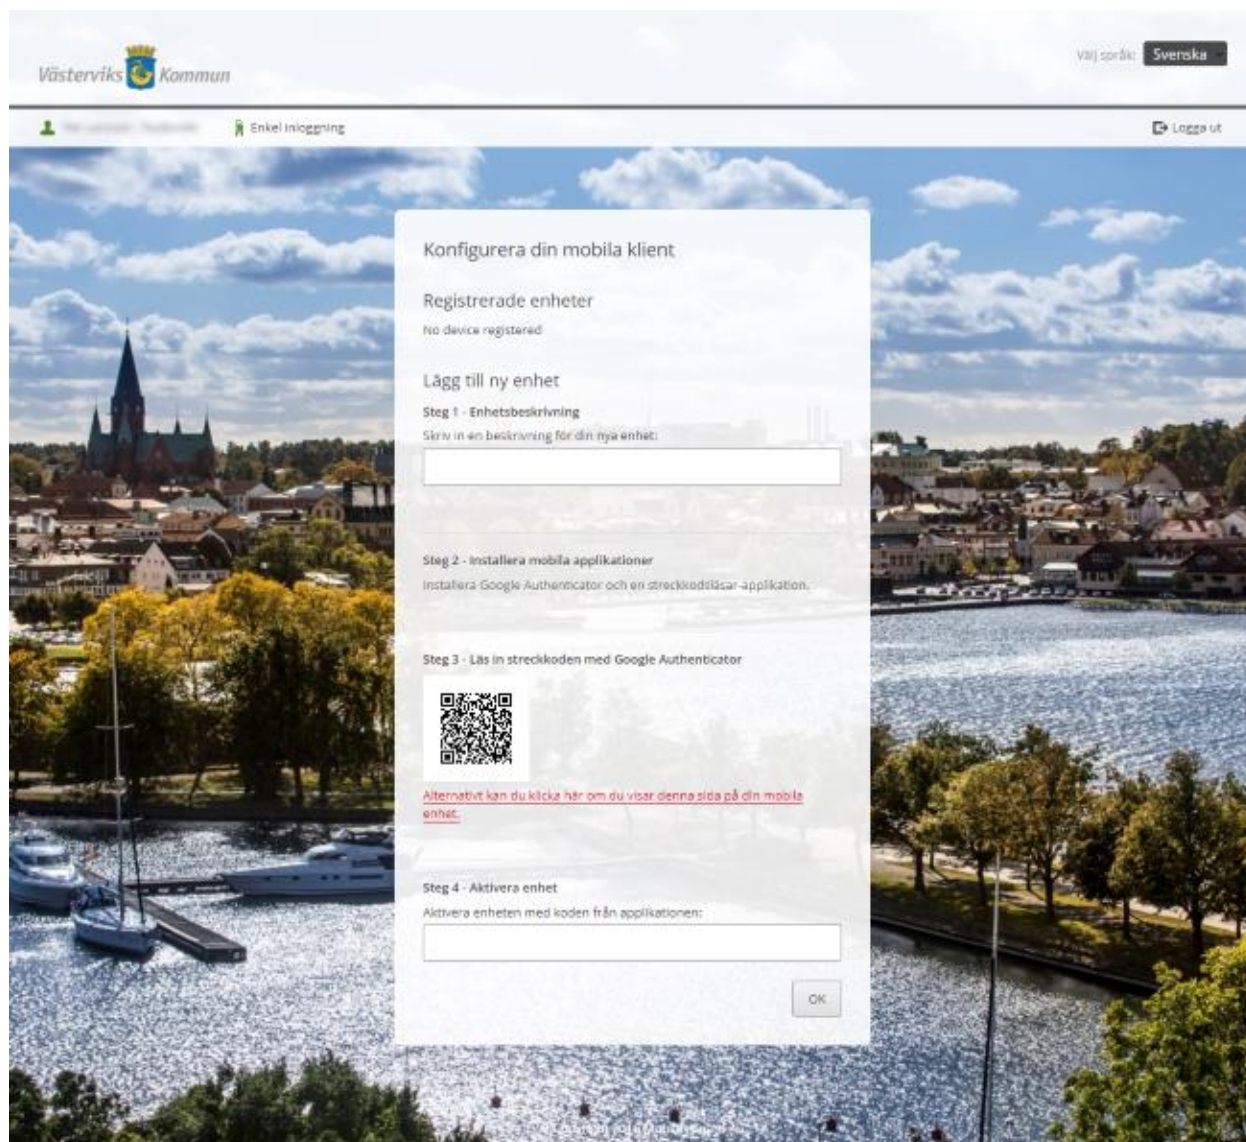 Västerviks Kommun
Välj språk: Svenska
Enkel inloggning
Logga ut
Konfigurera din mobila klient
Registrerade enheter
No device registered
Lägg till ny enhet
Steg 1 - Enhetsbeskrivning
Skriv in en beskrivning för din nya enhet:
Steg 2 - Installera mobila applikationer
Installera Google Authenticator och en streckkodsläsar-applikation.
Steg 3 - Läs in streckkoden med Google Authenticator
Alternativt kan du klicka här om du visar denna sida på din mobila
enhet.
Steg 4 - Aktivera enhet
Aktivera enheten med koden från applikationen:
OK